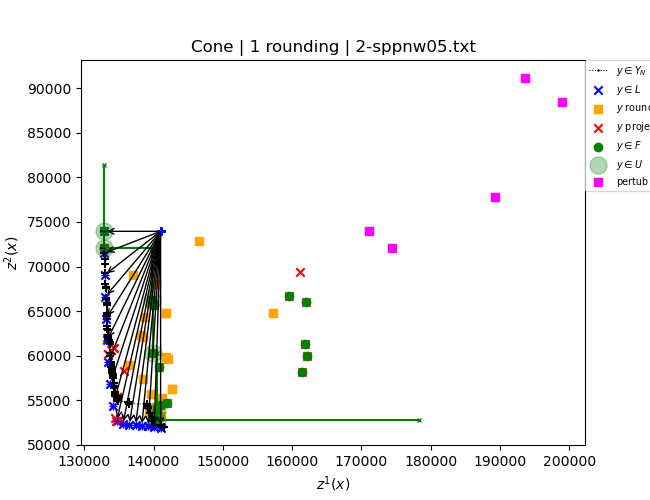 Cone | 1 rounding | 2-sppnw05.txt
90000
85000
80000
75000
70000
65000
60000
55000
50000
z²(x)
130000 140000 150000 160000 170000 180000 190000 200000
z¹(x)
y ∈ Y_N
y ∈ L
y roun
y proje
y ∈ F
y ∈ U
pertub